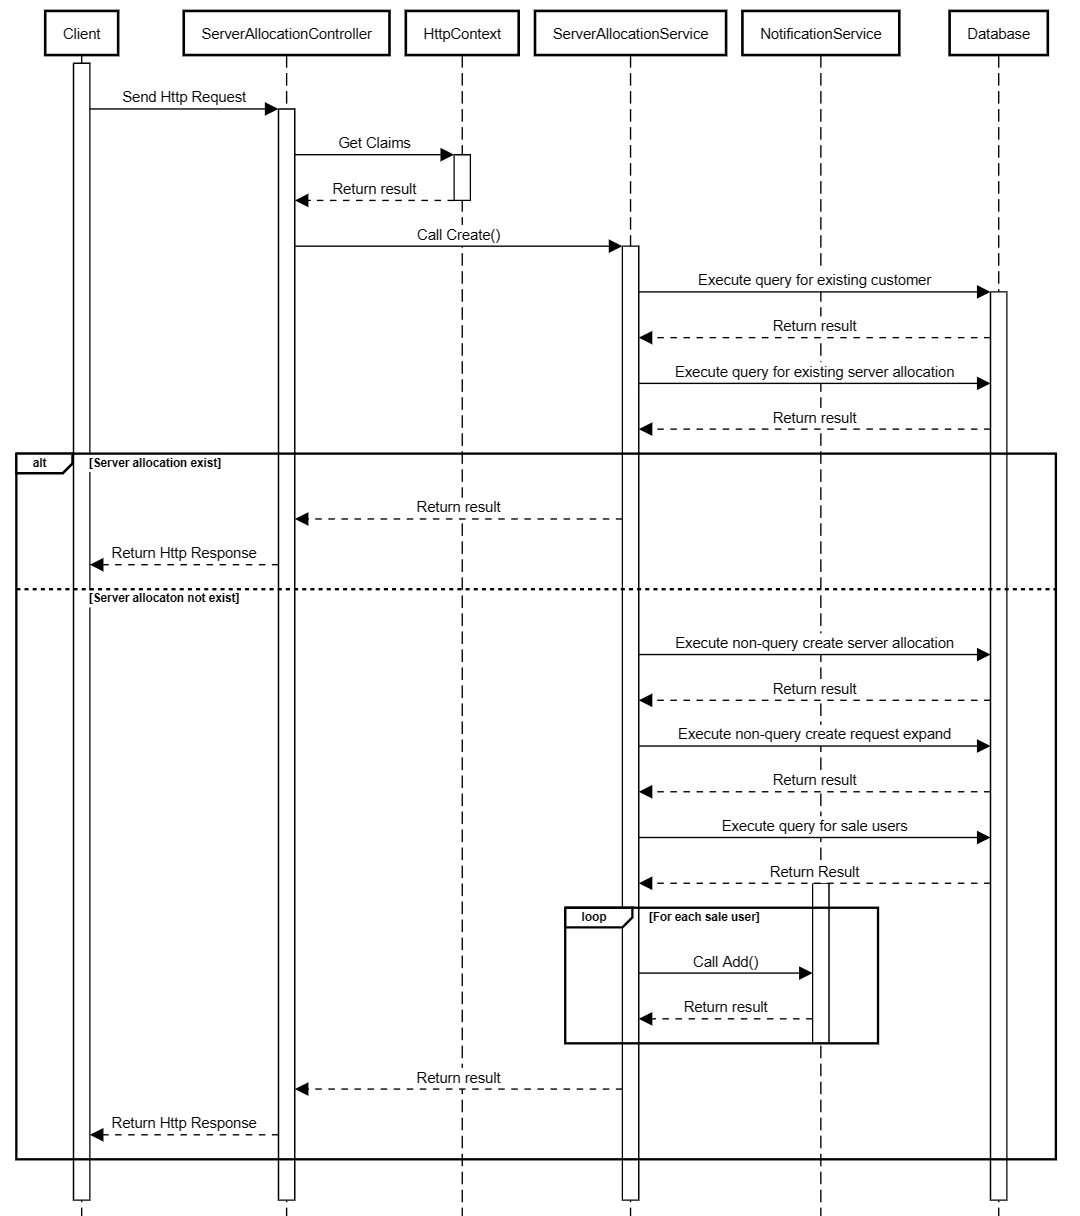 Client
ServerAllocationController
HttpContext
ServerAllocationService
NotificationService
Database
Send Http Request
Get Claims
Return result
Call Create()
Execute query for existing customer
Return result
Execute query for existing server allocation
Return result
alt
[Server allocation exist]
Return result
Return Http Response
[Server allocaton not exist]
Execute non-query create server allocation
Return result
Execute non-query create request expand
Return result
Execute query for sale users
Return Result
loop
[For each sale user]
Call Add()
Return result
Return result
Return Http Response